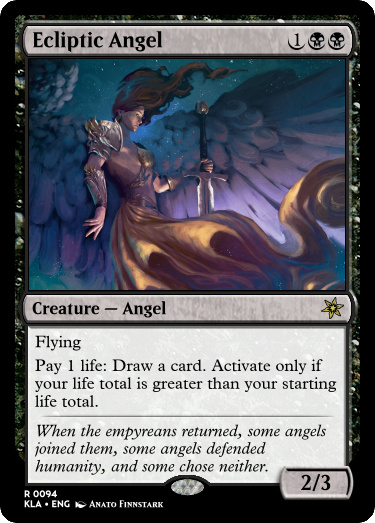 Ecliptic Angel 1
Creature — Angel
Flying
Pay 1 life: Draw a card. Activate only if
your life total is greater than your starting
life total.
When the empyreans returned, some angels
joined them, some angels defended
humanity, and some chose neither.
2/3
R 0094
KLA • ENG Anato Finnstark